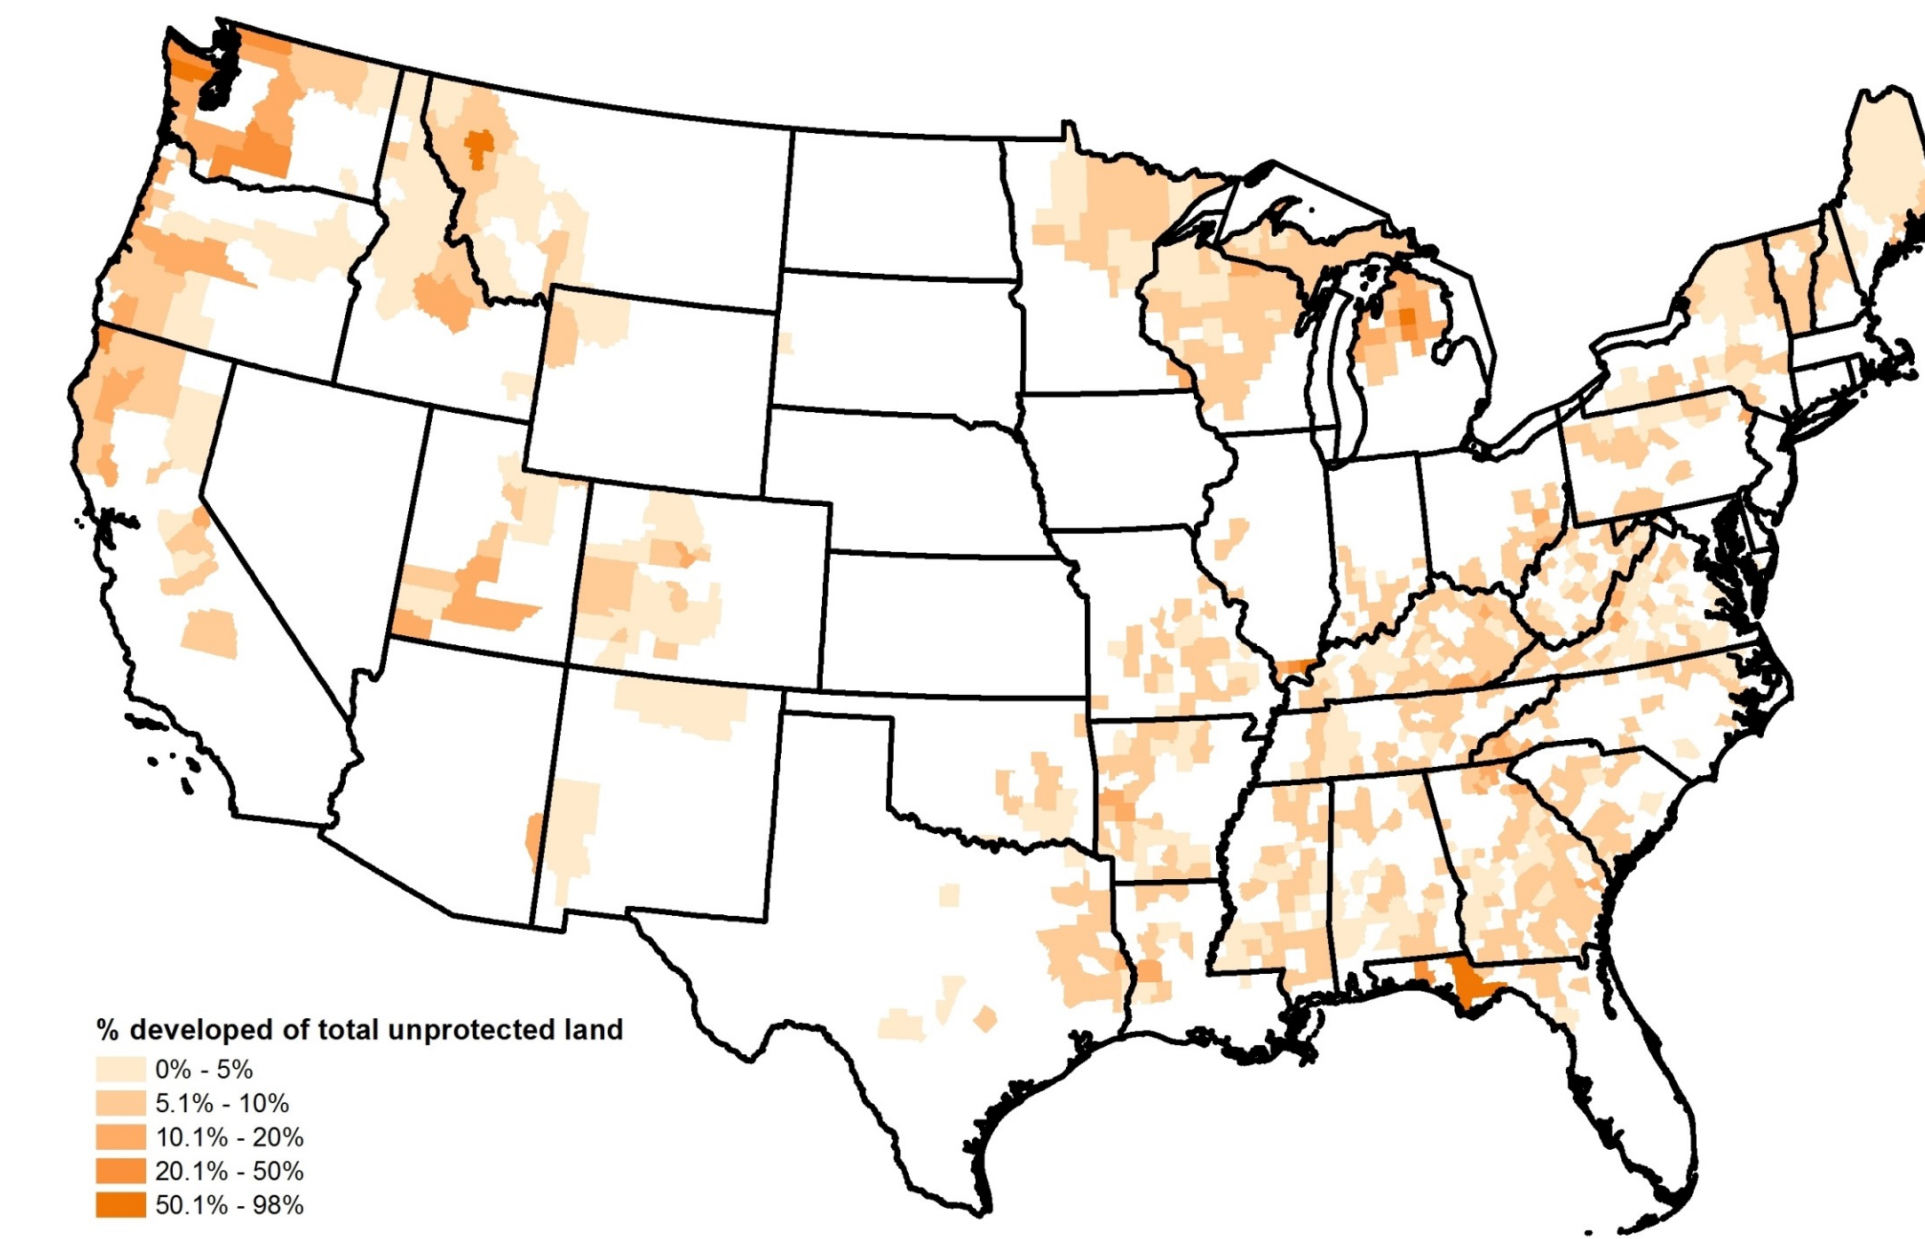 % developed of total unprotected land
0% - 5%
5.1% - 10%
10.1% - 20%
20.1% - 50%
50.1% - 98%